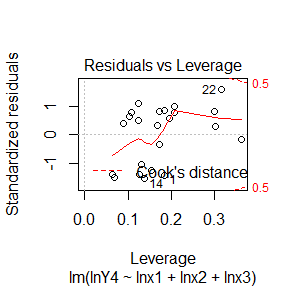 Residuals vs Leverage
Standardized residuals
1
0
-1
22
0.5
Cook's distance
14
1
0.5
0.0
0.1
0.2
0.3
Leverage
lm(lnY4 ~ lnx1 + lnx2 + lnx3)